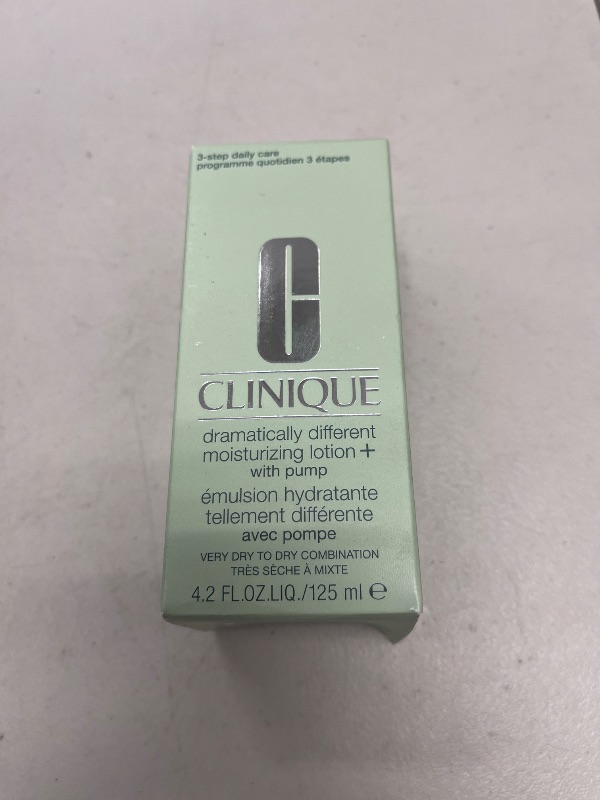 3-step daily care
programme quotidien 3 étapes
CLINIQUE
dramatically different
moisturizing lotion +
with pump
émulsion hydratante
tellement différente
avec pompe
VERY DRY TO DRY COMBINATION
TRÈS SÈCHE À MIXTE
4.2 FL.OZ.LIQ./125 ml ℮